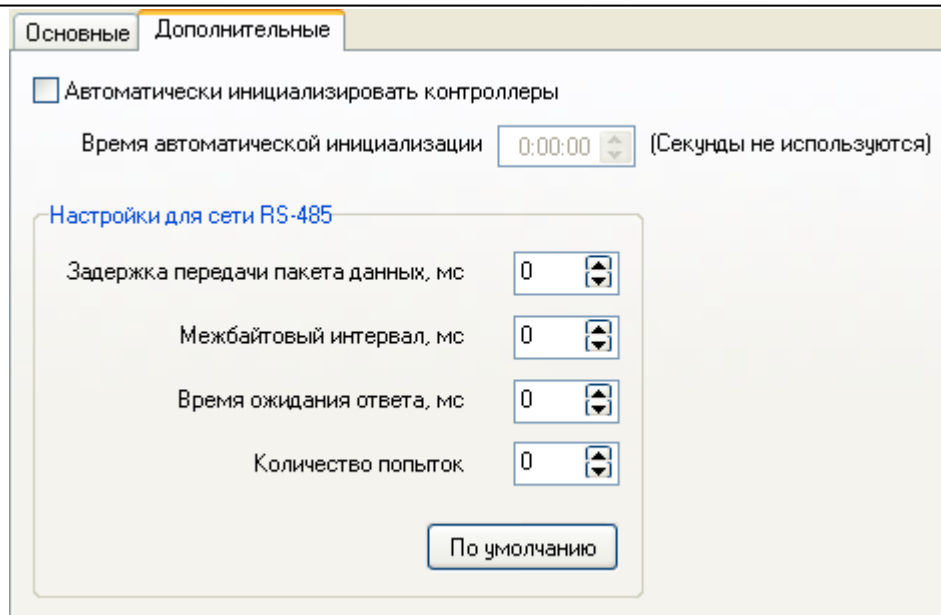 Основные Дополнительные
Автоматически инициализировать контроллеры
Время автоматической инициализации 0:00:00 (Секунды не используются)
Настройки для сети RS-485
Задержка передачи пакета данных, мс 0
Межбайтовый интервал, мс 0
Время ожидания ответа, мс 0
Количество попыток 0
По умолчанию